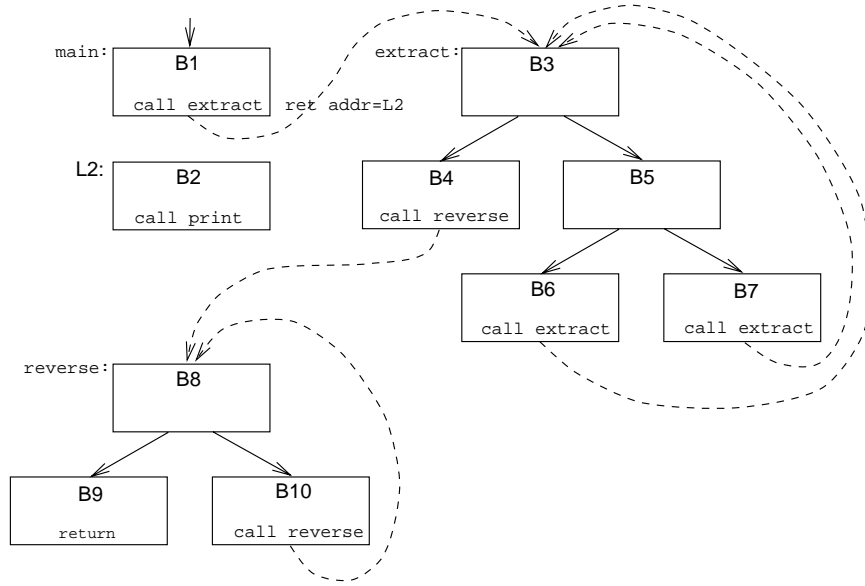 main:
B1
call extract ret addr=L2
extract:
B3
L2:
B2
call print
B4
call reverse
B5
B6
call extract
B7
call extract
reverse:
B8
B9
return
B10
call reverse